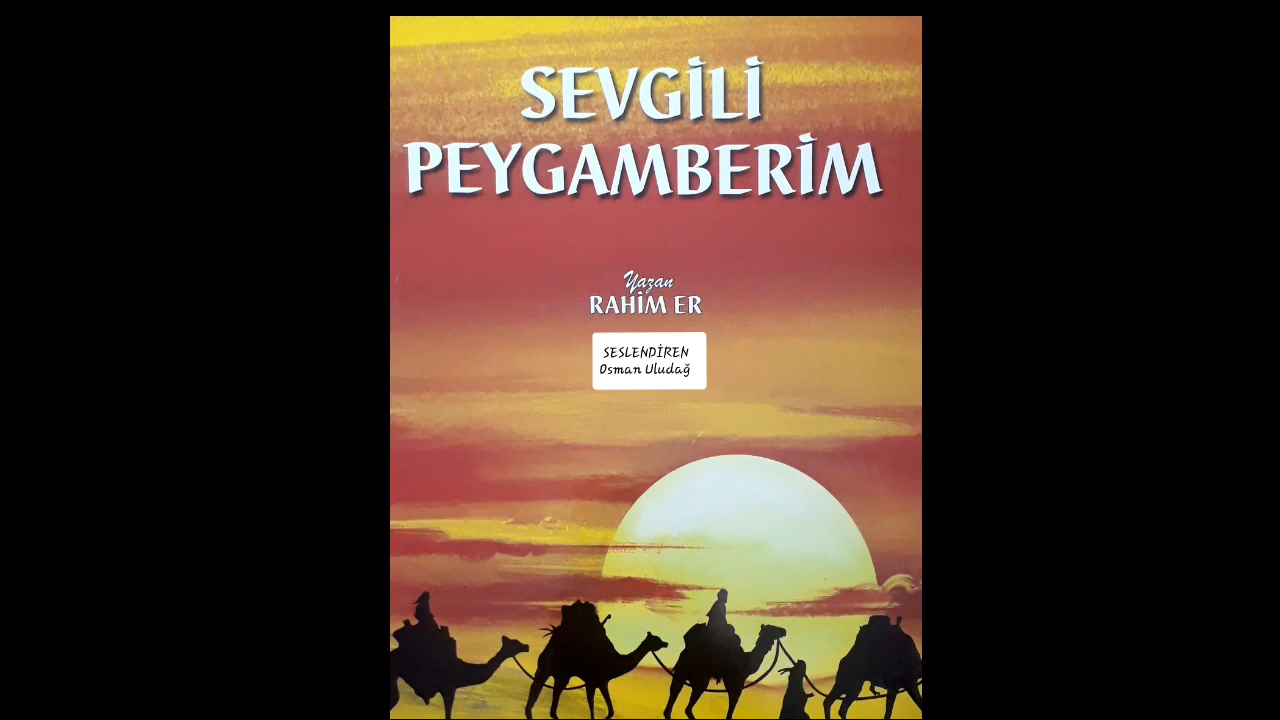 SEVGİLİ
PEYGAMBERİM
Yazan
RAHİM ER
SESLENDİREN
Osman Uludağ